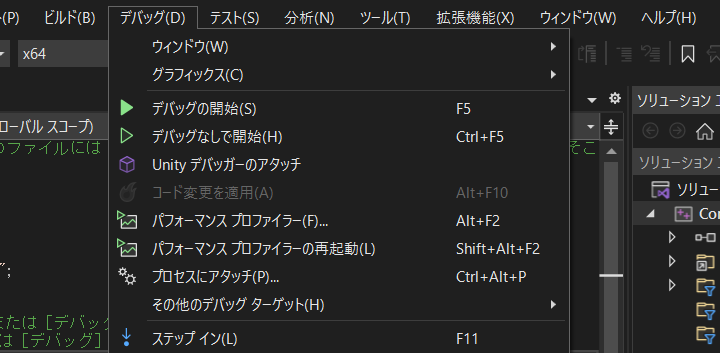 ト(P) ビルド(B) デバッグ(D) テスト(S) 分析(N) ツール(T) 拡張機能(X) ウィンドウ(W) ヘルプ(H)
x64
ウィンドウ(W)
グラフィックス(C)
デバッグの開始(S) F5
デバッグなしで開始(H) Ctrl+F5
Unity デバッガーのアタッチ
コード変更を適用(A) Alt+F10
パフォーマンス プロファイラー(F)... Alt+F2
パフォーマンス プロファイラーの再起動(L) Shift+Alt+F2
プロセスにアタッチ(P)... Ctrl+Alt+P
その他のデバッグ ターゲット(H)
ステップ イン(L) F11
ローバル スコープ)
のファイルには
そこ
";
または [デバッグ
は [デバッグ]
ソリューション エ
ソリューション エ
ソリュー
Con